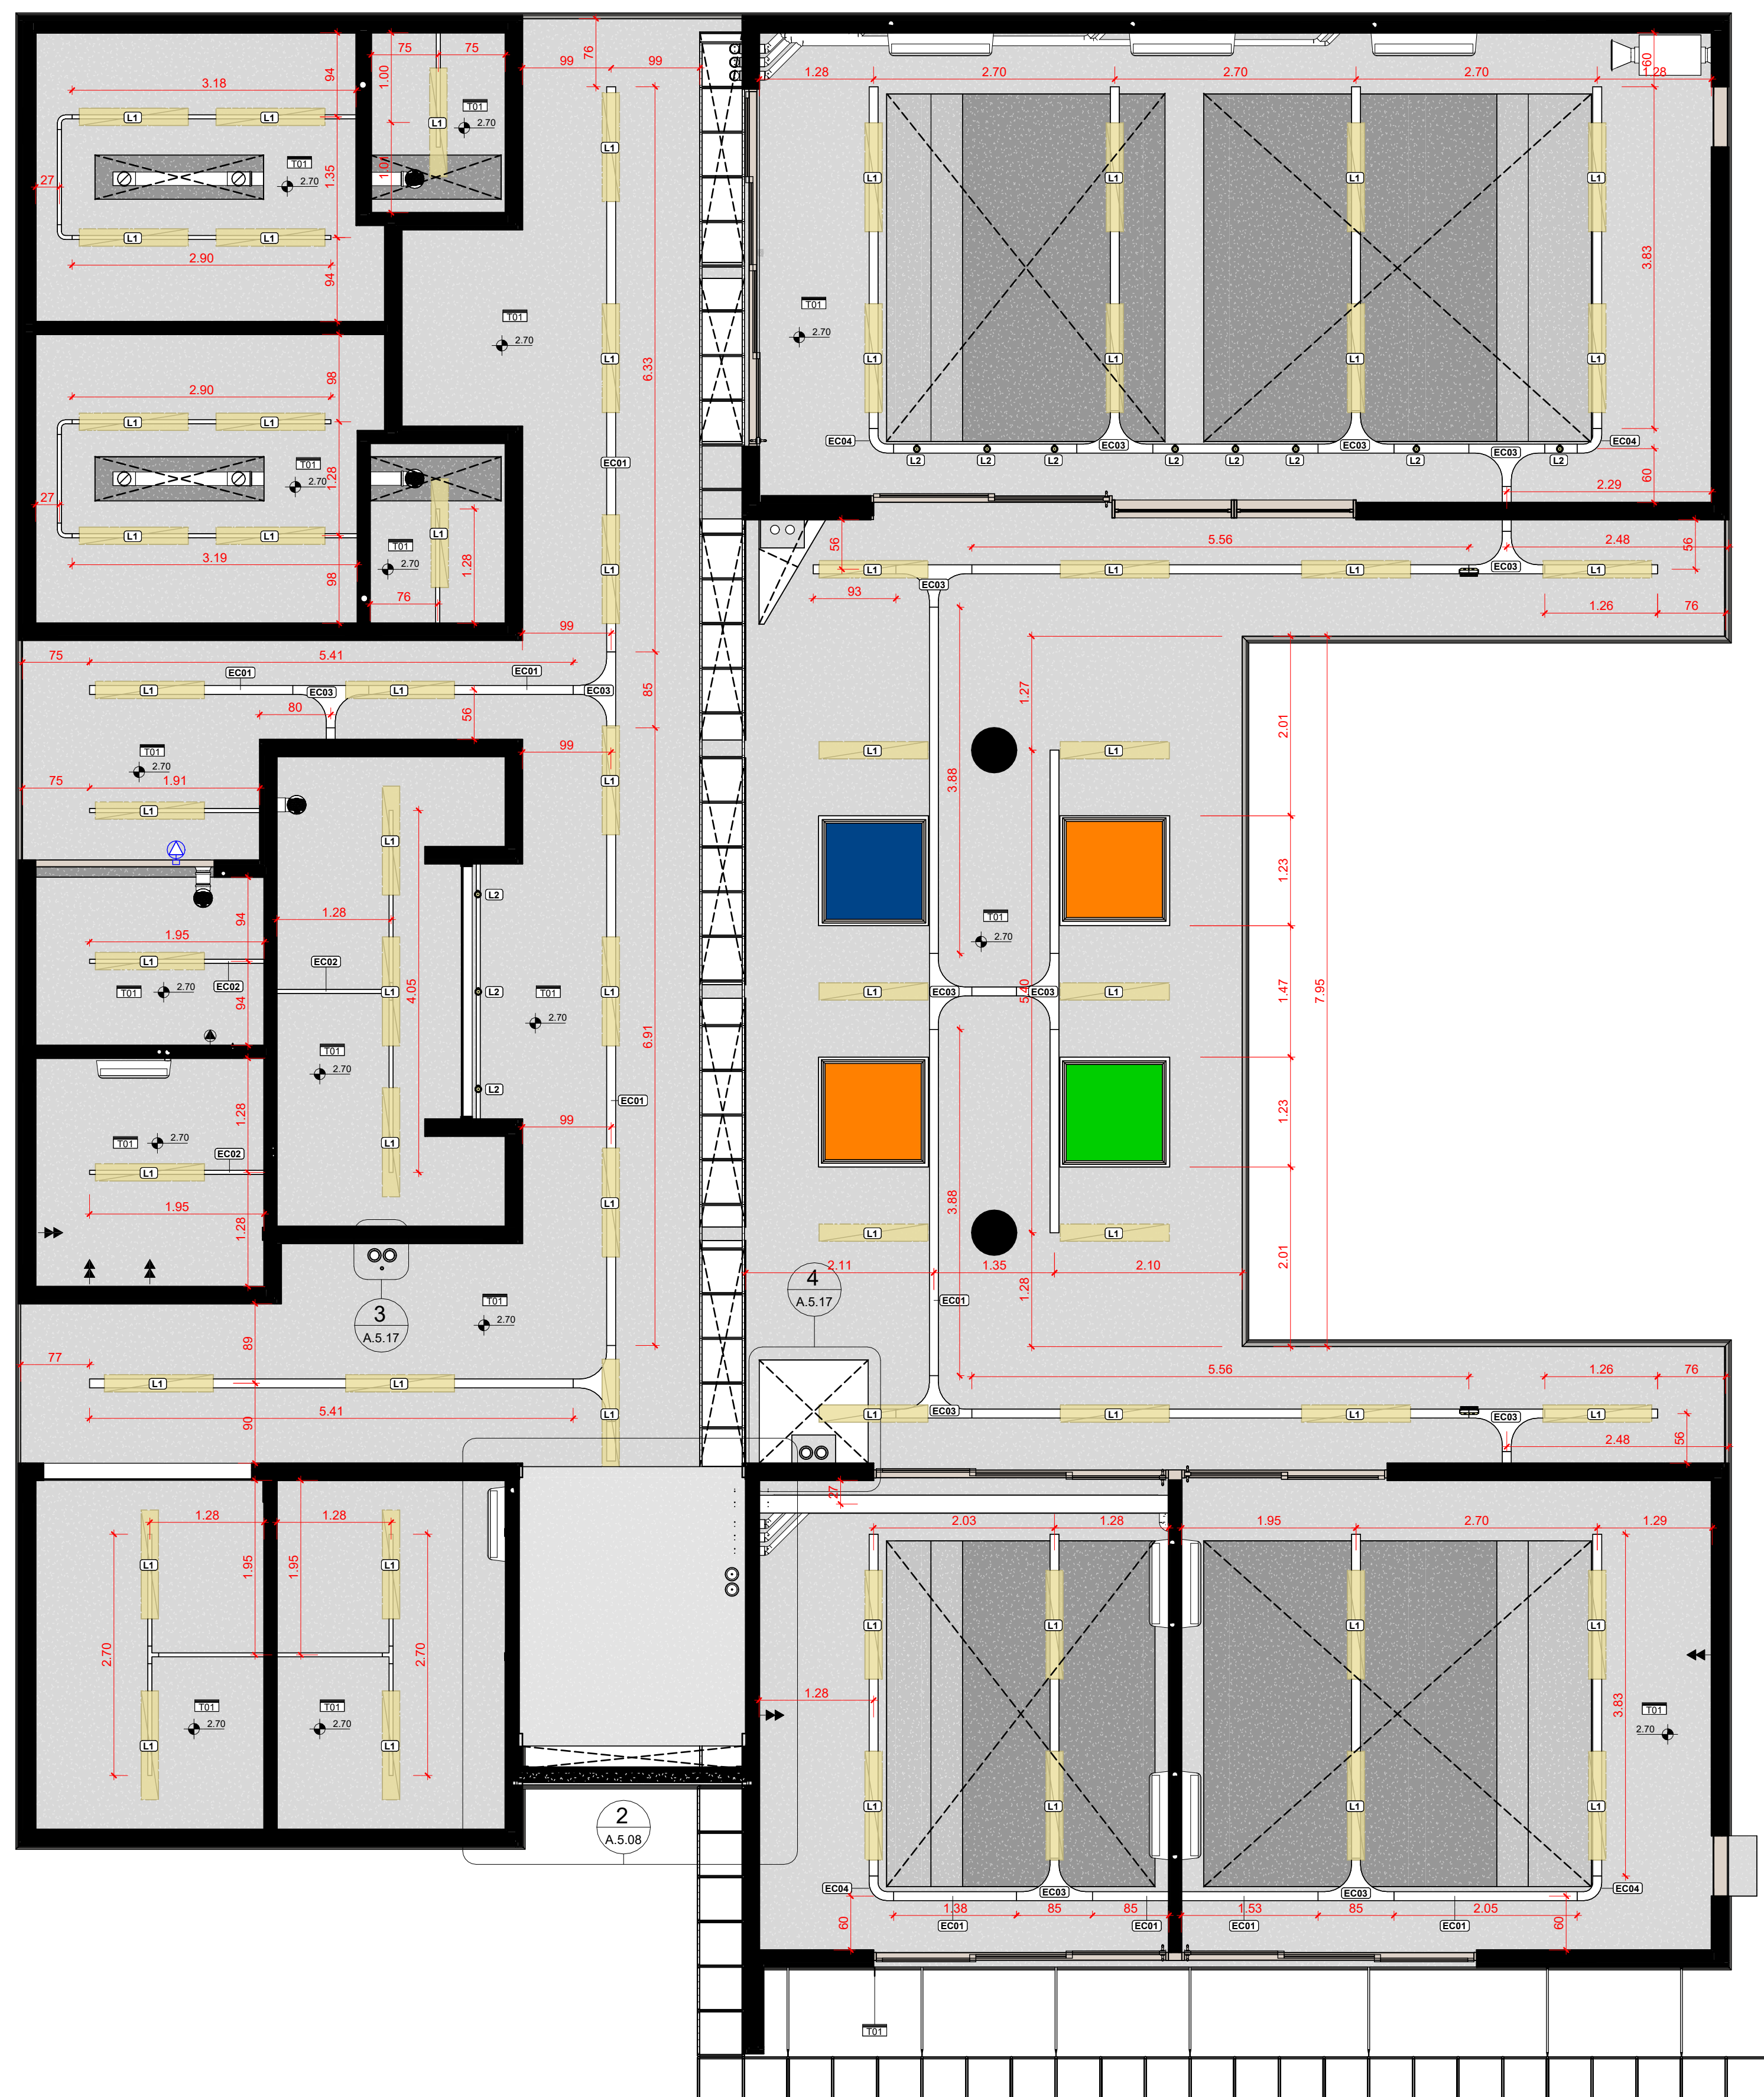 76
99
99
75
75
94
1.00
3.18
L1
L1
L1
T01
2.70
1.01
1.35
T01
2.70
27
L1
L1
2.90
94
T01
2.70
L1
L1
6.33
EC01
L1
98
2.90
L1
L1
T01
2.70
1.28
27
L1
L1
3.19
98
L1
T01
2.70
1.28
76
99
1.28
2.70
2.70
2.70
60
1.28
L1
L1
L1
L1
T01
2.70
3.83
L1
L1
L1
L1
EC04
EC03
EC03
EC03
EC04
L2
L2
L2
L2
L2
L2
L2
L2
60
2.29
56
5.56
2.48
56
L1
L1
L1
L1
EC03
EC03
93
1.26
76
75
5.41
EC01
EC01
L1
EC03
L1
EC03
85
80
56
99
T01
2.70
75
1.91
L1
L1
L1
1.28
94
1.95
L1
EC02
T01
2.70
94
EC02
L1
4.05
T01
2.70
L2
L2
L2
T01
2.70
L1
6.91
EC01
1.28
T01
2.70
EC02
L1
1.95
1.28
L1
99
L1
1.27
2.01
L1
L1
3.88
1.23
T01
2.70
L1
EC03
EC03
L1
5.40
1.47
7.95
1.23
3.88
L1
L1
2.11
1.35
2.10
1.28
2.01
EC01
3
A.5.17
4
A.5.17
T01
2.70
89
77
L1
L1
L1
5.41
90
5.56
1.26
76
L1
EC03
L1
L1
EC03
L1
56
2.48
27
1.28
1.28
L1
L1
1.95
1.95
2.70
2.70
T01
2.70
T01
2.70
L1
L1
2
A.5.08
2.03
1.28
1.95
2.70
1.29
L1
L1
L1
L1
1.28
3.83
T01
2.70
L1
L1
L1
L1
EC04
EC03
EC03
EC04
60
1.38
85
85
1.53
85
2.05
60
EC01
EC01
EC01
EC01
T01